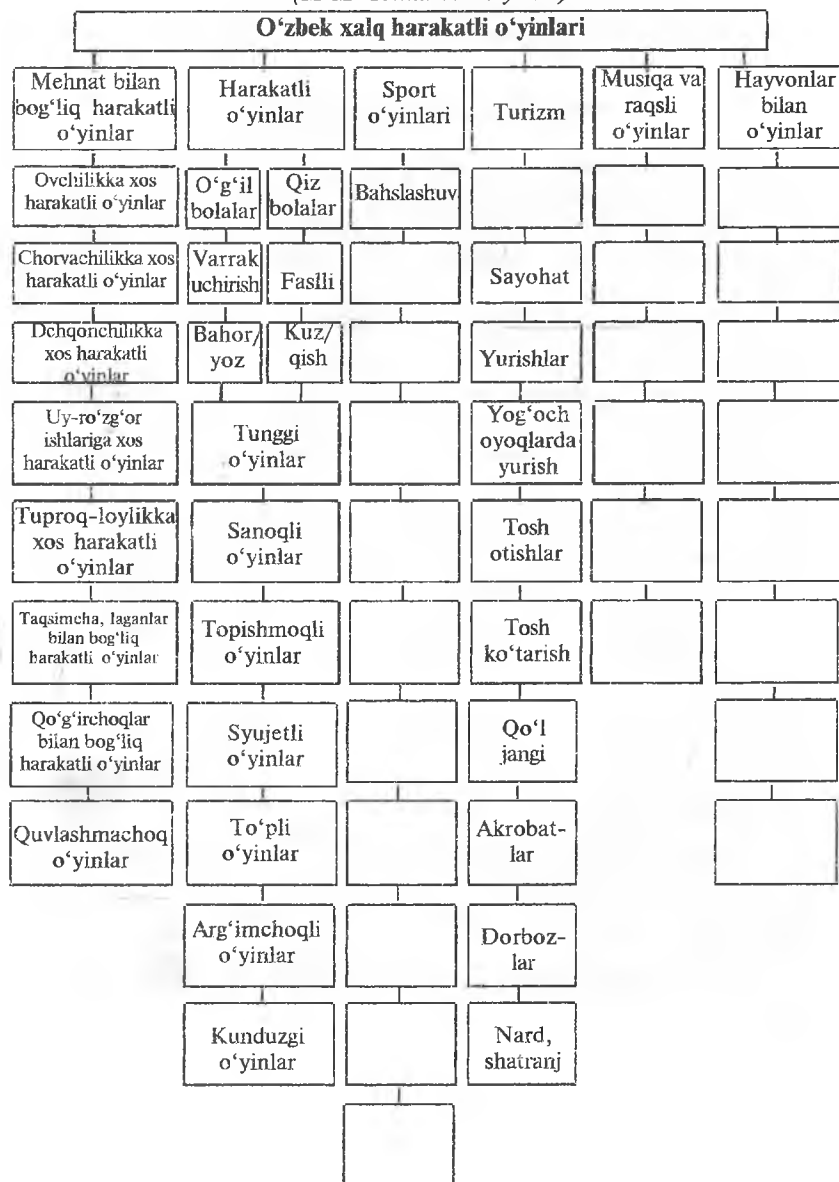 O‘zbek xalq harakatli o‘yinlari
Mehnat bilan
bog‘liq harakatli
o‘yinlar
Harakatli
o‘yinlar
Sport
o‘yinlari
Turizm
Musiqa va
raqsli
o‘yinlar
Hayvonlar
bilan
o‘yinlar
Ovchilikka xos
harakatli o‘yinlar
O‘g‘il
bolalar
Qiz
bolalar
Bahslashuv
Chorvachilikka xos
harakatli o‘yinlar
Varrak
uchirish
Faslli
Sayohat
Dehqonchilikka
xos harakatli
o‘yinlar
Bahor/
yoz
Kuz/
qish
Yurishlar
Uy-ro‘zg‘or
ishlariga xos
harakatli o‘yinlar
Tunggi
o‘yinlar
Yog‘och
oyoqlarda
yurish
Tuproq-loylikka
xos harakatli
o‘yinlar
Sanoqli
o‘yinlar
Tosh
otishlar
Taqsimcha, laganlar
bilan bog‘liq
harakatli o‘yinlar
Topishmoqli
o‘yinlar
Tosh
ko‘tarish
Qo‘g‘irchoqlar
bilan bog‘liq
harakatli o‘yinlar
Syujetli
o‘yinlar
Qo‘l
jangi
Quvlashmachoq
o‘yinlar
To‘pli
o‘yinlar
Akrobat-
lar
Arg‘imchoqli
o‘yinlar
Dorboz-
lar
Kunduzgi
o‘yinlar
Nard,
shatranj